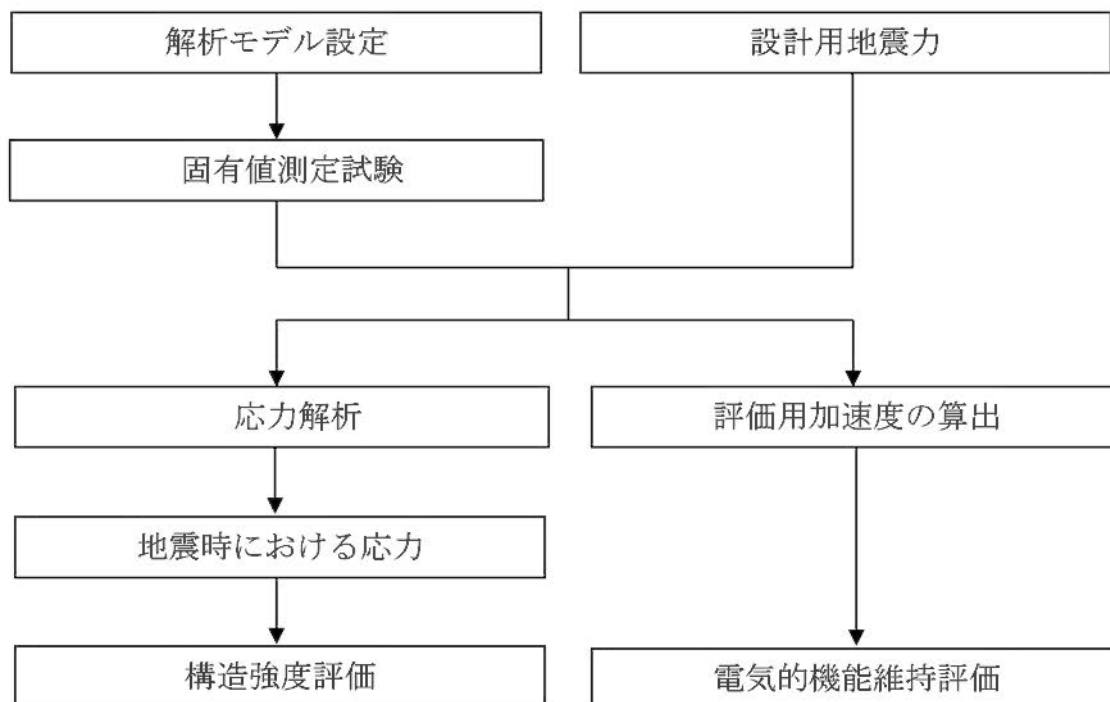 解析モデル設定
設計用地震力
固有値測定試験
応力解析
評価用加速度の算出
地震時における応力
構造強度評価
電気的機能維持評価